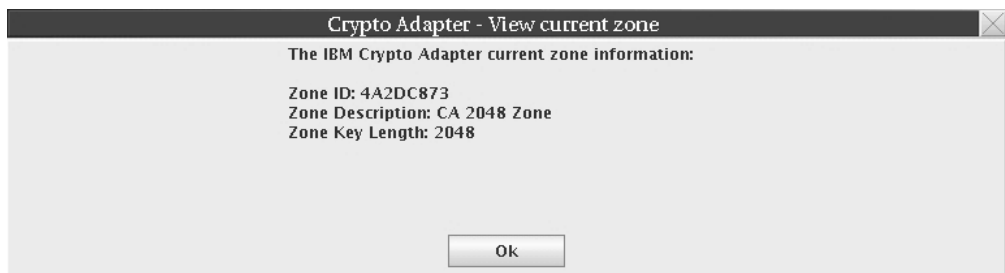 Crypto Adapter - View current zone
The IBM Crypto Adapter current zone information:
Zone ID: 4A2DC873
Zone Description: CA 2048 Zone
Zone Key Length: 2048
Ok